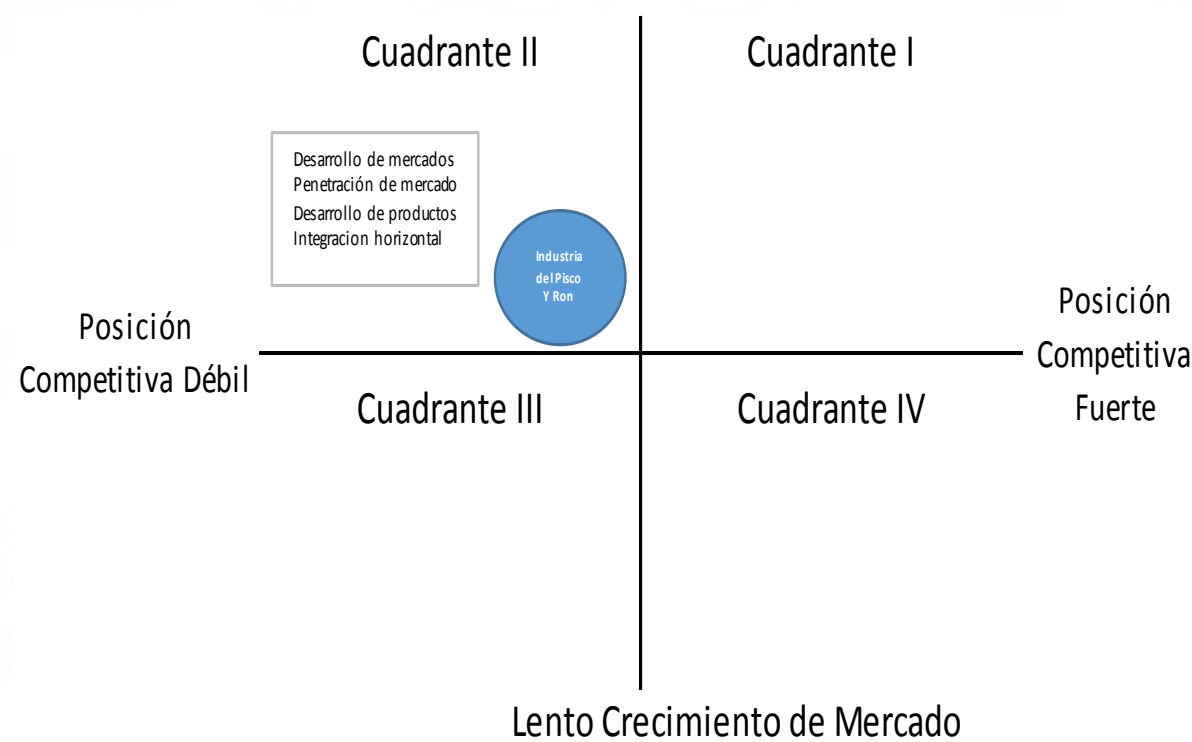 Cuadrante II
Cuadrante I
Desarrollo de mercados
Penetración de mercado
Desarrollo de productos
Integracion horizontal
Industria
del Pisco
Y Ron
Posición
Competitiva Débil
Posición
Competitiva
Fuerte
Cuadrante III
Cuadrante IV
Lento Crecimiento de Mercado